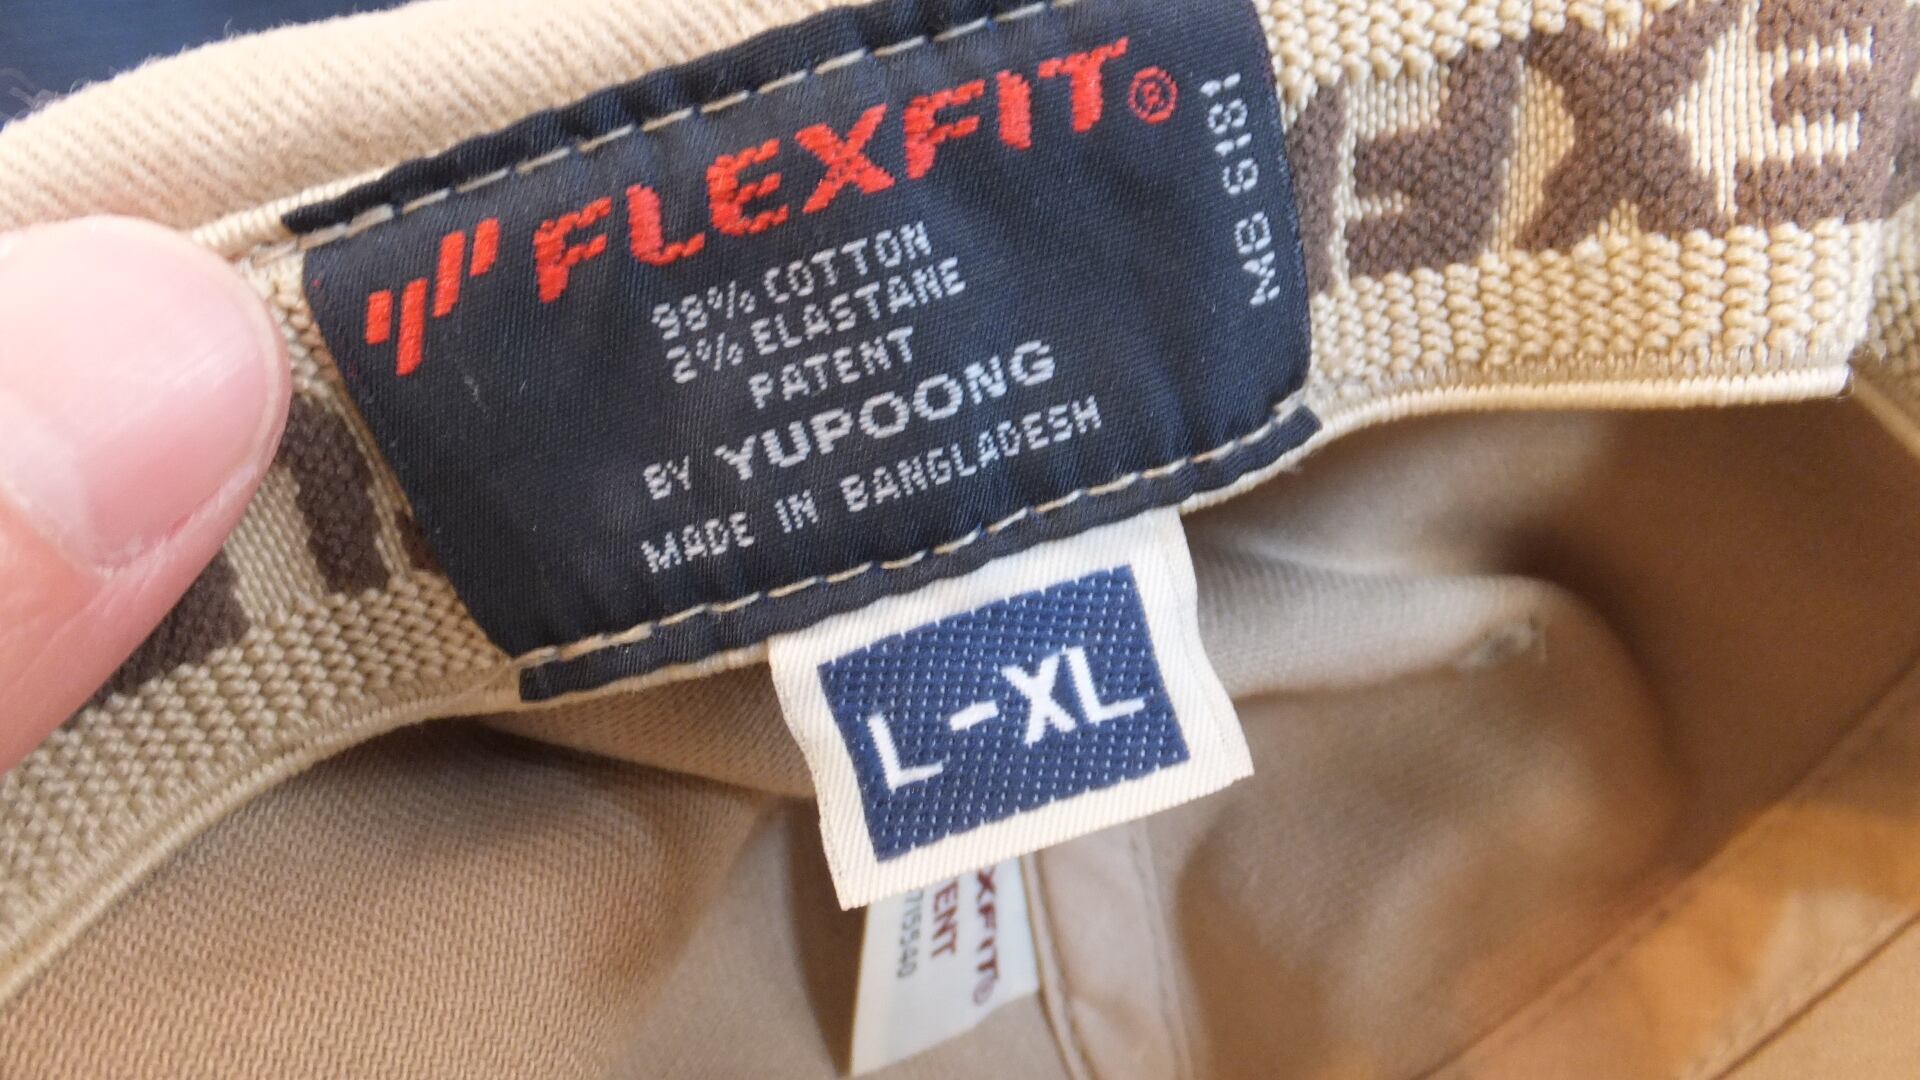 FLEXFIT®
98% COTTON
2% ELASTANE
PATENT
BY YUPOONG
MADE IN BANGLADESH
MB 6181
L-XL